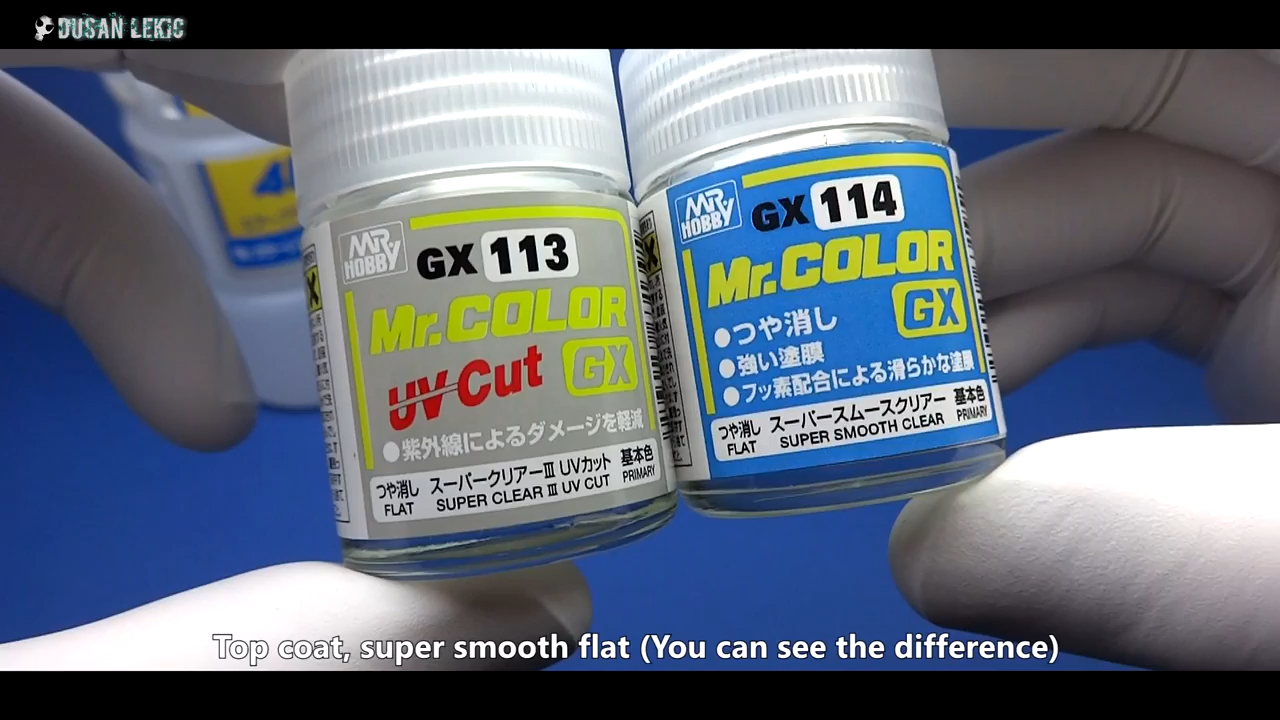 DUSAN LEKIC
MR
HOBBY
GX 113
Mr.COLOR
UV Cut GX
●紫外線によるダメージを軽減
つや消し スーパークリアーⅢ UVカット 基本色
FLAT SUPER CLEAR Ⅲ UV CUT PRIMARY
MR
HOBBY
GX 114
Mr.COLOR
GX
●つや消し
●強い塗膜
●フッ素配合による滑らかな塗膜
つや消し スーパースムースクリアー 基本色
FLAT SUPER SMOOTH CLEAR PRIMARY
Top coat, super smooth flat (You can see the difference)